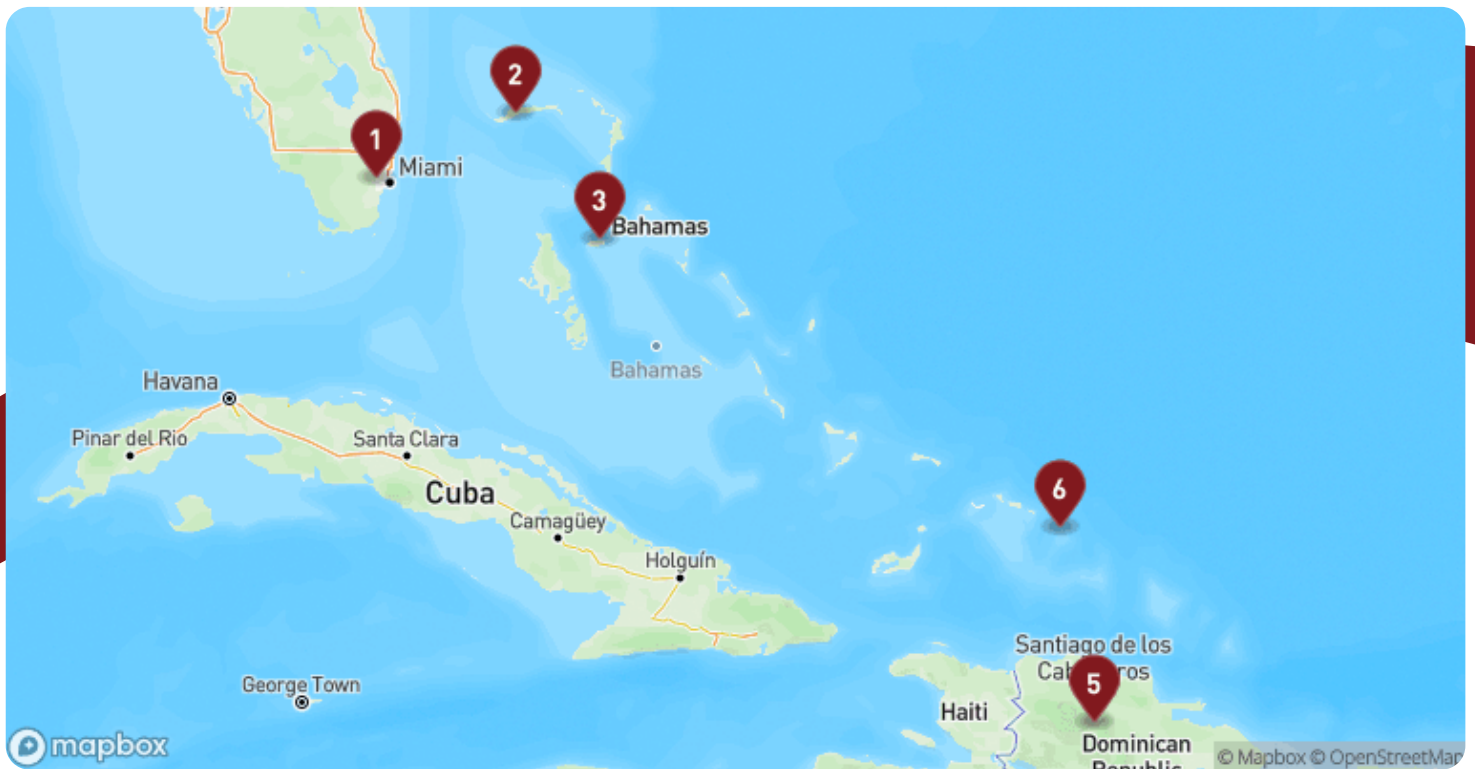 2
1
Miami
3
Bahamas
Bahamas
Havana
Pinar del Rio
Santa Clara
Cuba
Camagüey
6
Holguín
Santiago de los
5
George Town
Haiti
Dominican
Republic
mapbox
© Mapbox © OpenStreetMap